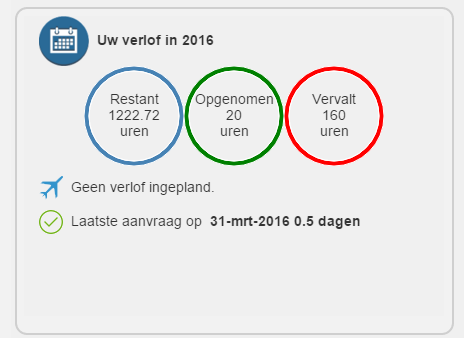 Uw verlof in 2016
Restant
1222.72
uren
Opgenomen
20
uren
Vervalt
160
uren
Geen verlof ingepland.
Laatste aanvraag op 31-mrt-2016 0.5 dagen